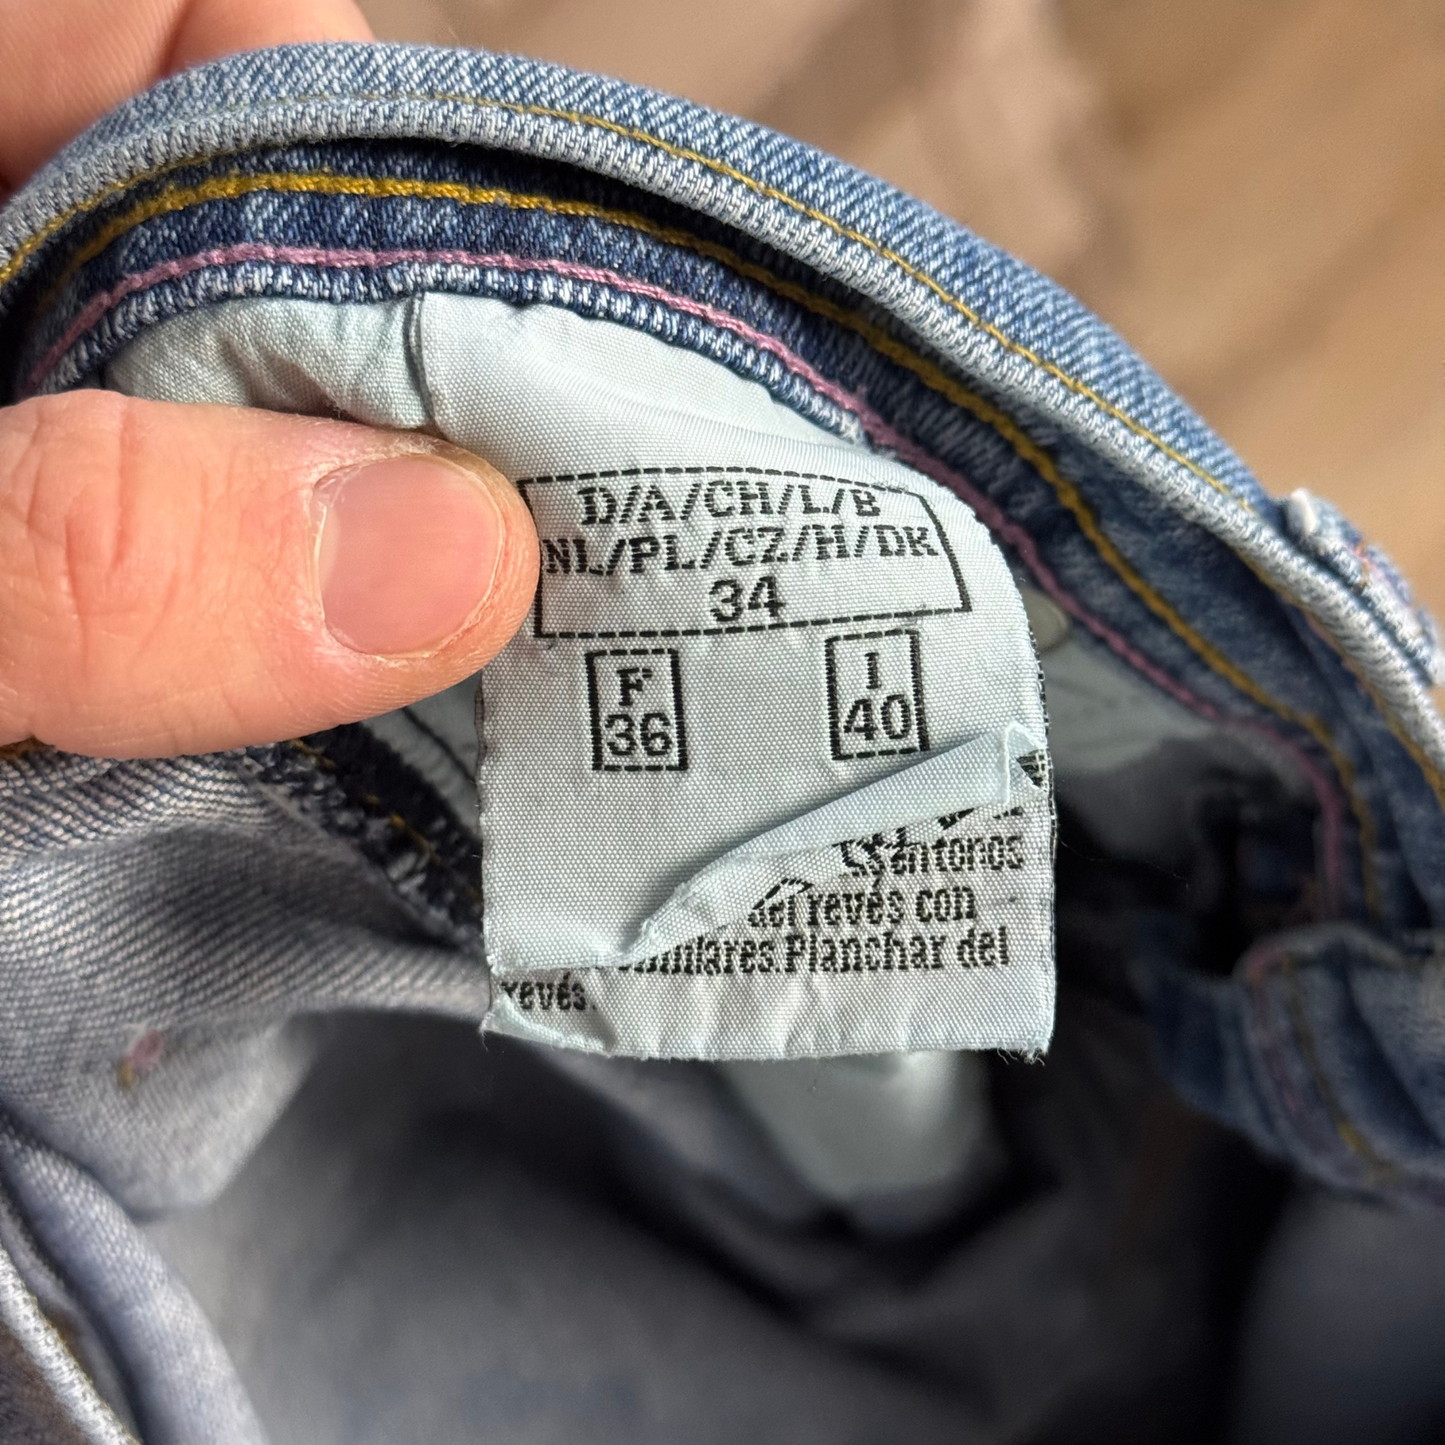 D/A/CH/L/B
NL/PL/CZ/H/DK
34
F
36
I
40
del revés con
Planchar del
revés.